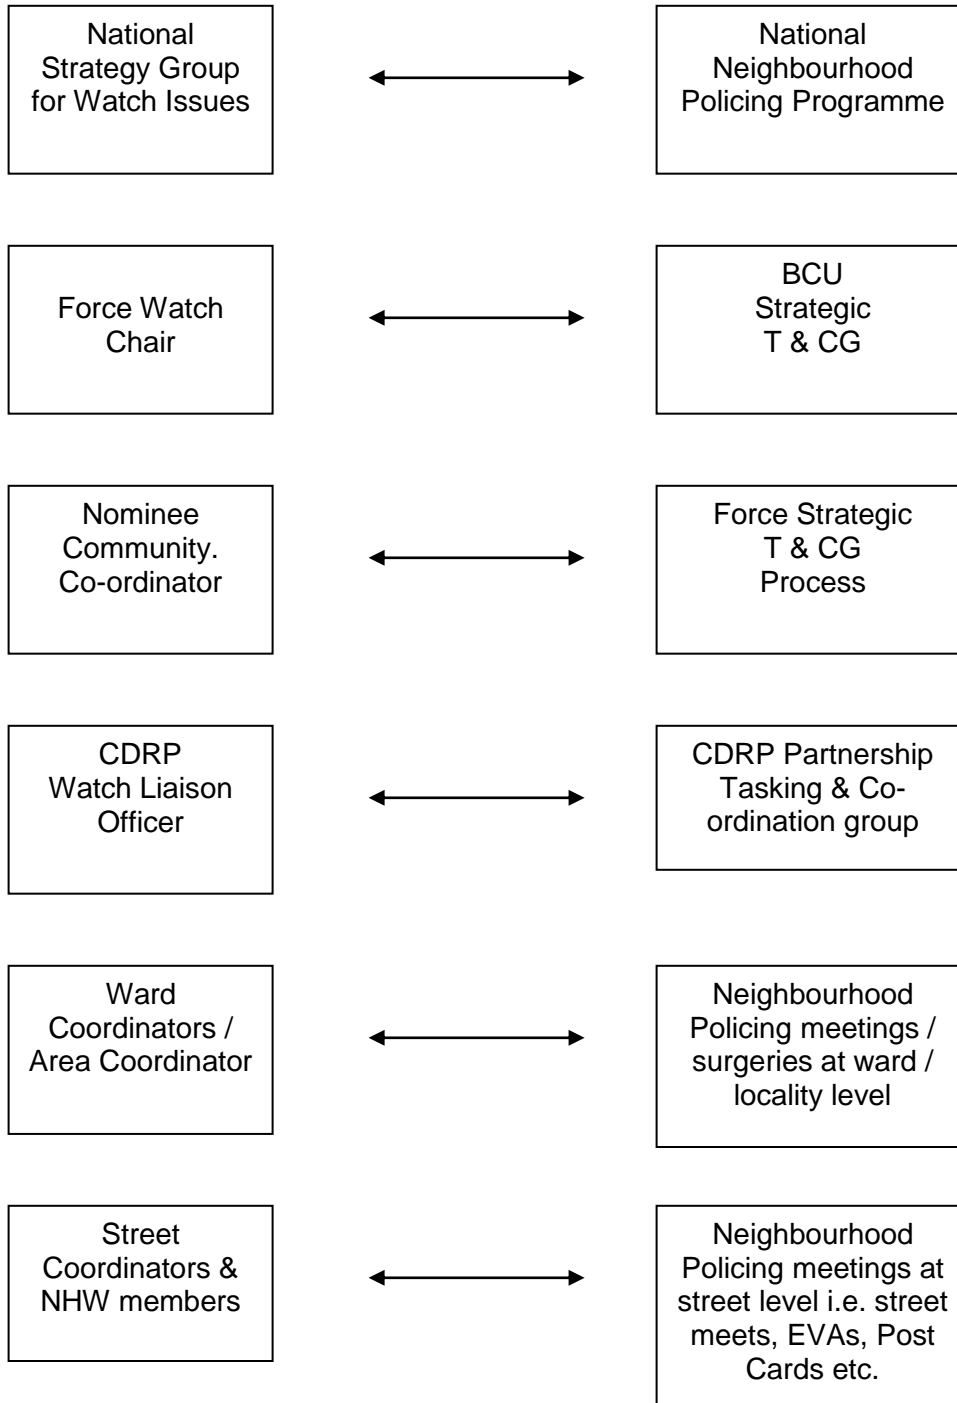 National
Strategy Group
for Watch Issues
National
Neighbourhood
Policing Programme
Force Watch
Chair
BCU
Strategic
T & CG
Nominee
Community.
Co-ordinator
Force Strategic
T & CG
Process
CDRP
Watch Liaison
Officer
CDRP Partnership
Tasking & Co-
ordination group
Ward
Coordinators /
Area Coordinator
Neighbourhood
Policing meetings /
surgeries at ward /
locality level
Street
Coordinators &
NHW members
Neighbourhood
Policing meetings at
street level i.e. street
meets, EVAs, Post
Cards etc.